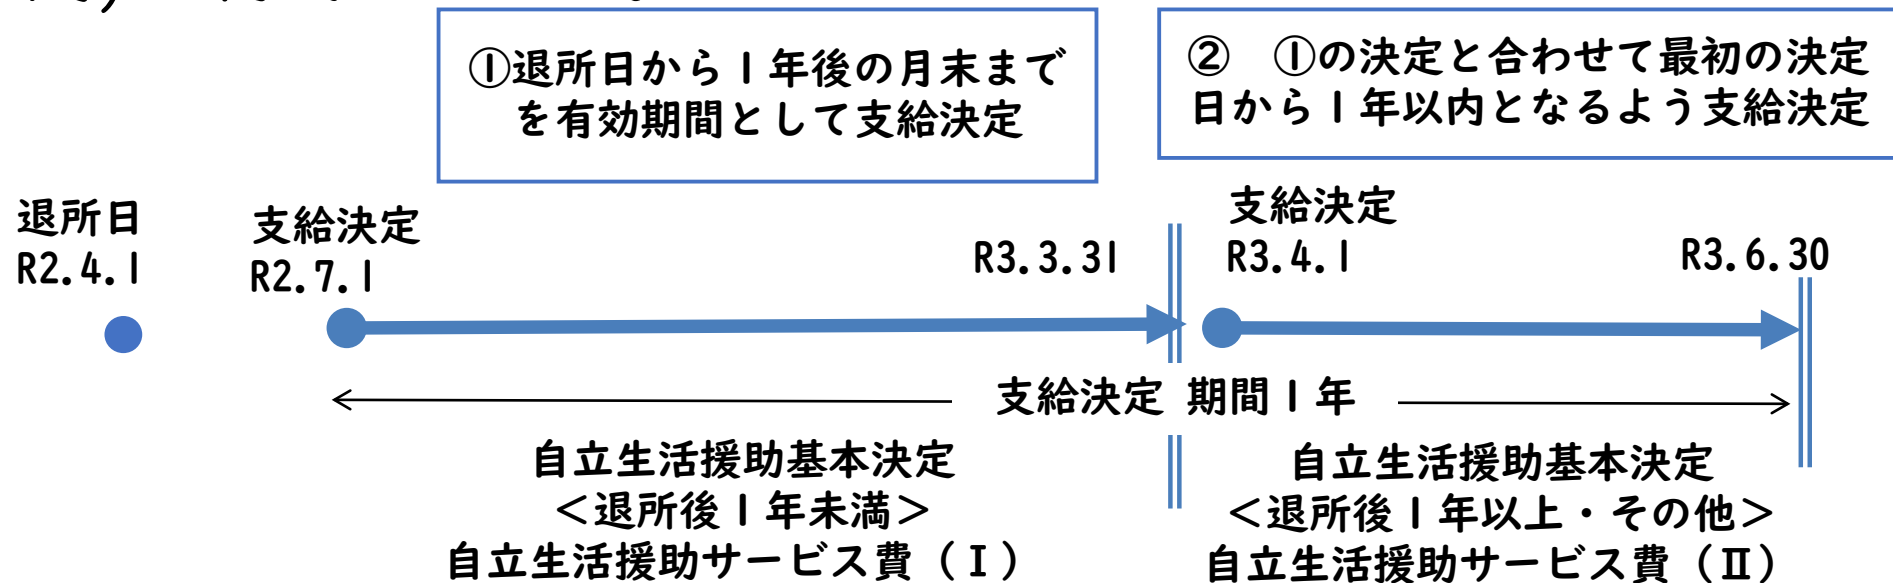 ①退所日から1年後の月末まで
を有効期間として支給決定
② ①の決定と合わせて最初の決定
日から1年以内となるよう支給決定
退所日
R2.4.1
支給決定
R2.7.1
R3.3.31
支給決定
R3.4.1
R3.6.30
支給決定 期間1年
自立生活援助基本決定
<退所後1年未満>
自立生活援助サービス費(Ⅰ)
自立生活援助基本決定
<退所後1年以上・その他>
自立生活援助サービス費(Ⅱ)